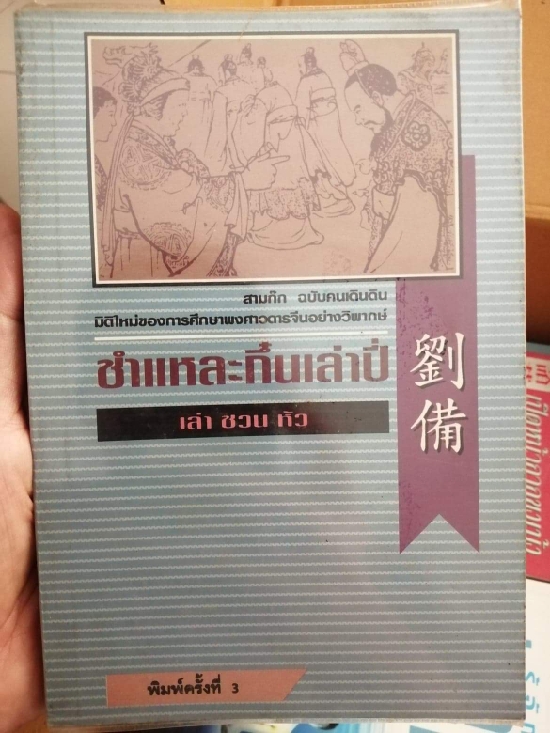 สามก๊ก ฉบับคนเดินดิน
มิติใหม่ของการศึกษาพงศาวดารจีนอย่างวิพากษ์
ชำแหละกึ๋นเล่าปี่
เล่า ชวน หัว
劉備
พิมพ์ครั้งที่ 3